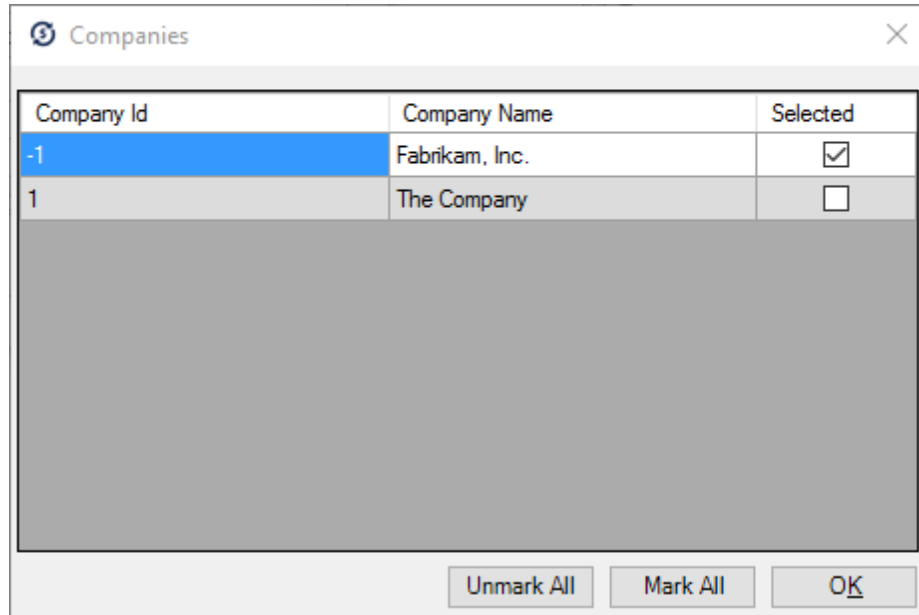 Companies
Company Id Company Name Selected
-1 Fabrikam, Inc.
1 The Company
Unmark All Mark All OK